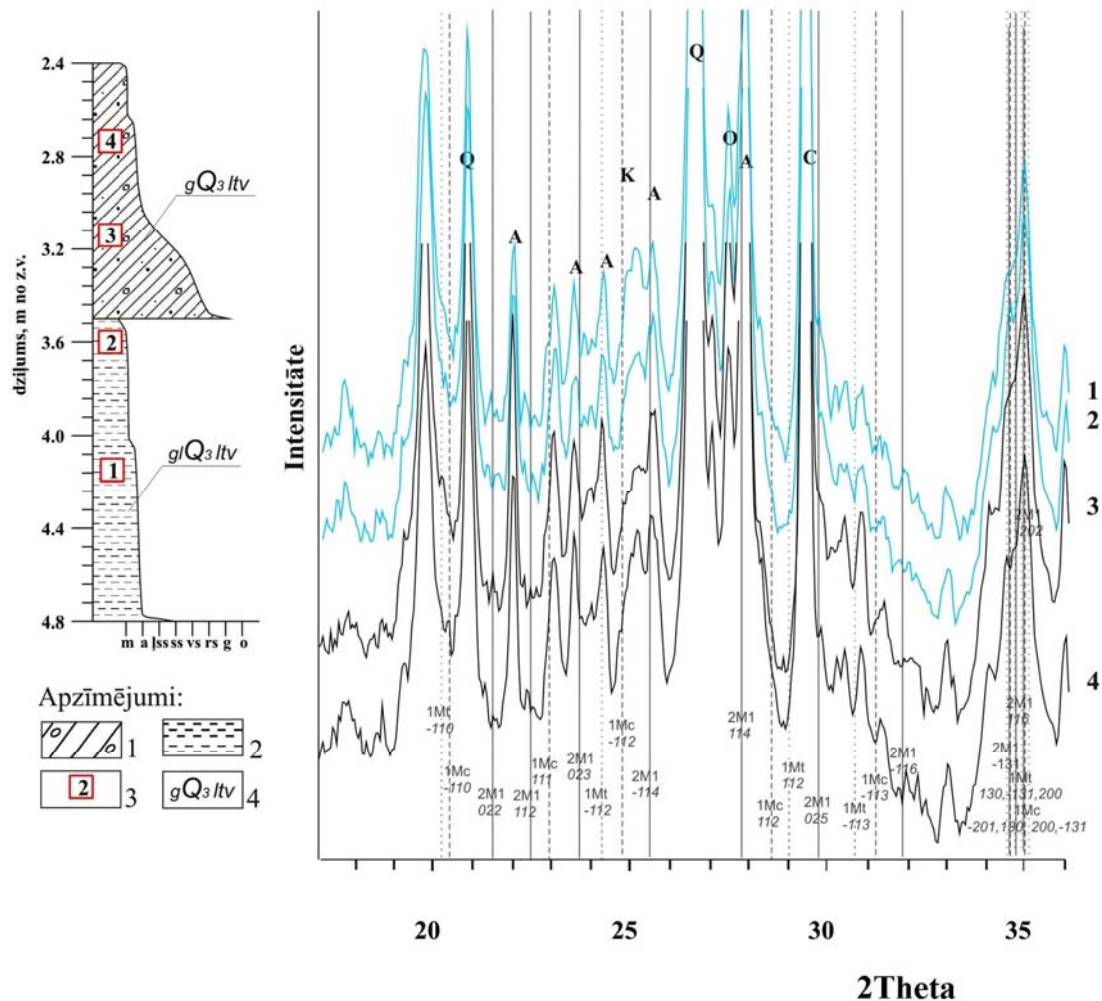 2.4
2.8
3.2
3.6
4.0
4.4
4.8
dziļums, m no z.v.
4
3
2
1
gQ3 ltv
glQ3 ltv
m a ļss ss vs rs g o
Apzīmējumi:
1
2
2
3
gQ3 ltv
4
Intensitāte
Q
A
A
A
K
A
Q
O
A
C
1
2
3
4
1Mt
-110
1Mc
-110
2M1
022
2M1
112
1Mc
111
2M1
023
1Mt
-112
1Mc
-112
2M1
-114
2M1
114
1Mc
112
1Mt
112
2M1
025
1Mt
-113
1Mc
-113
2M1
-116
2M1
-202
2M1
116
2M1
-131
1Mt
130,-131,200
1Mc
-201,130, 200,-131
20
25
30
35
2Theta